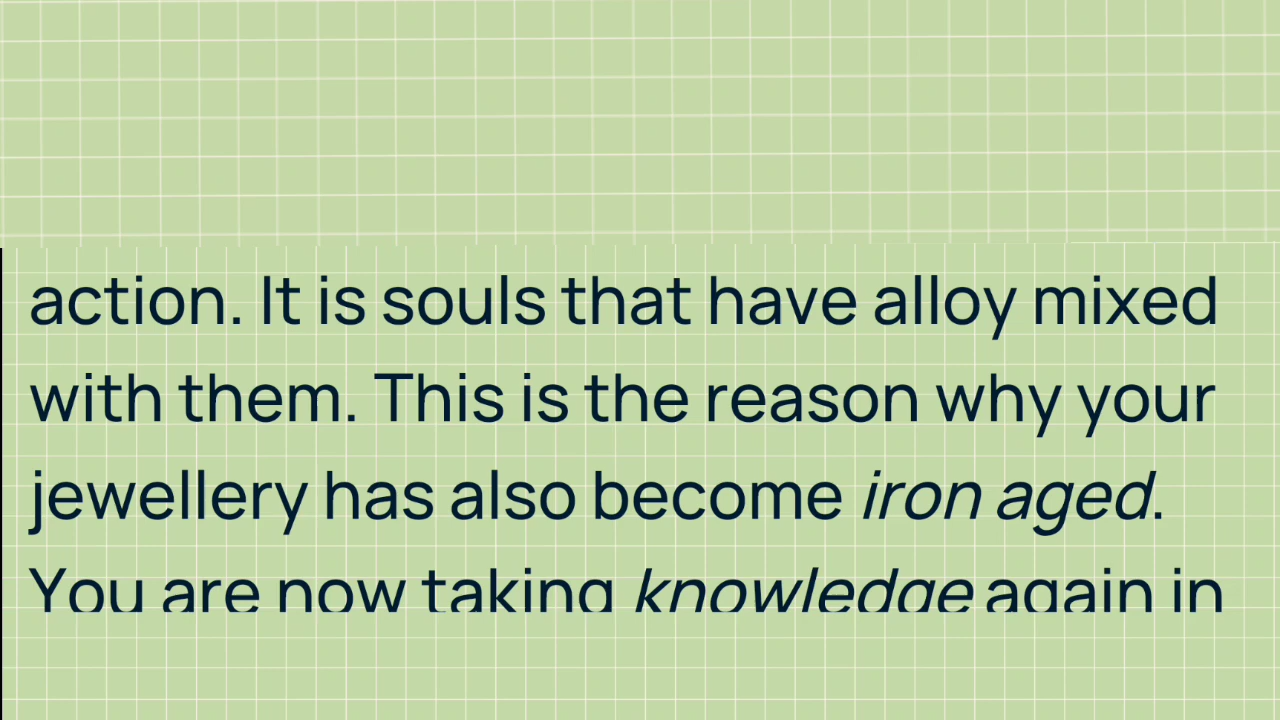 action. It is souls that have alloy mixed
with them. This is the reason why your
jewellery has also become iron aged.
You are now taking knowledge again in